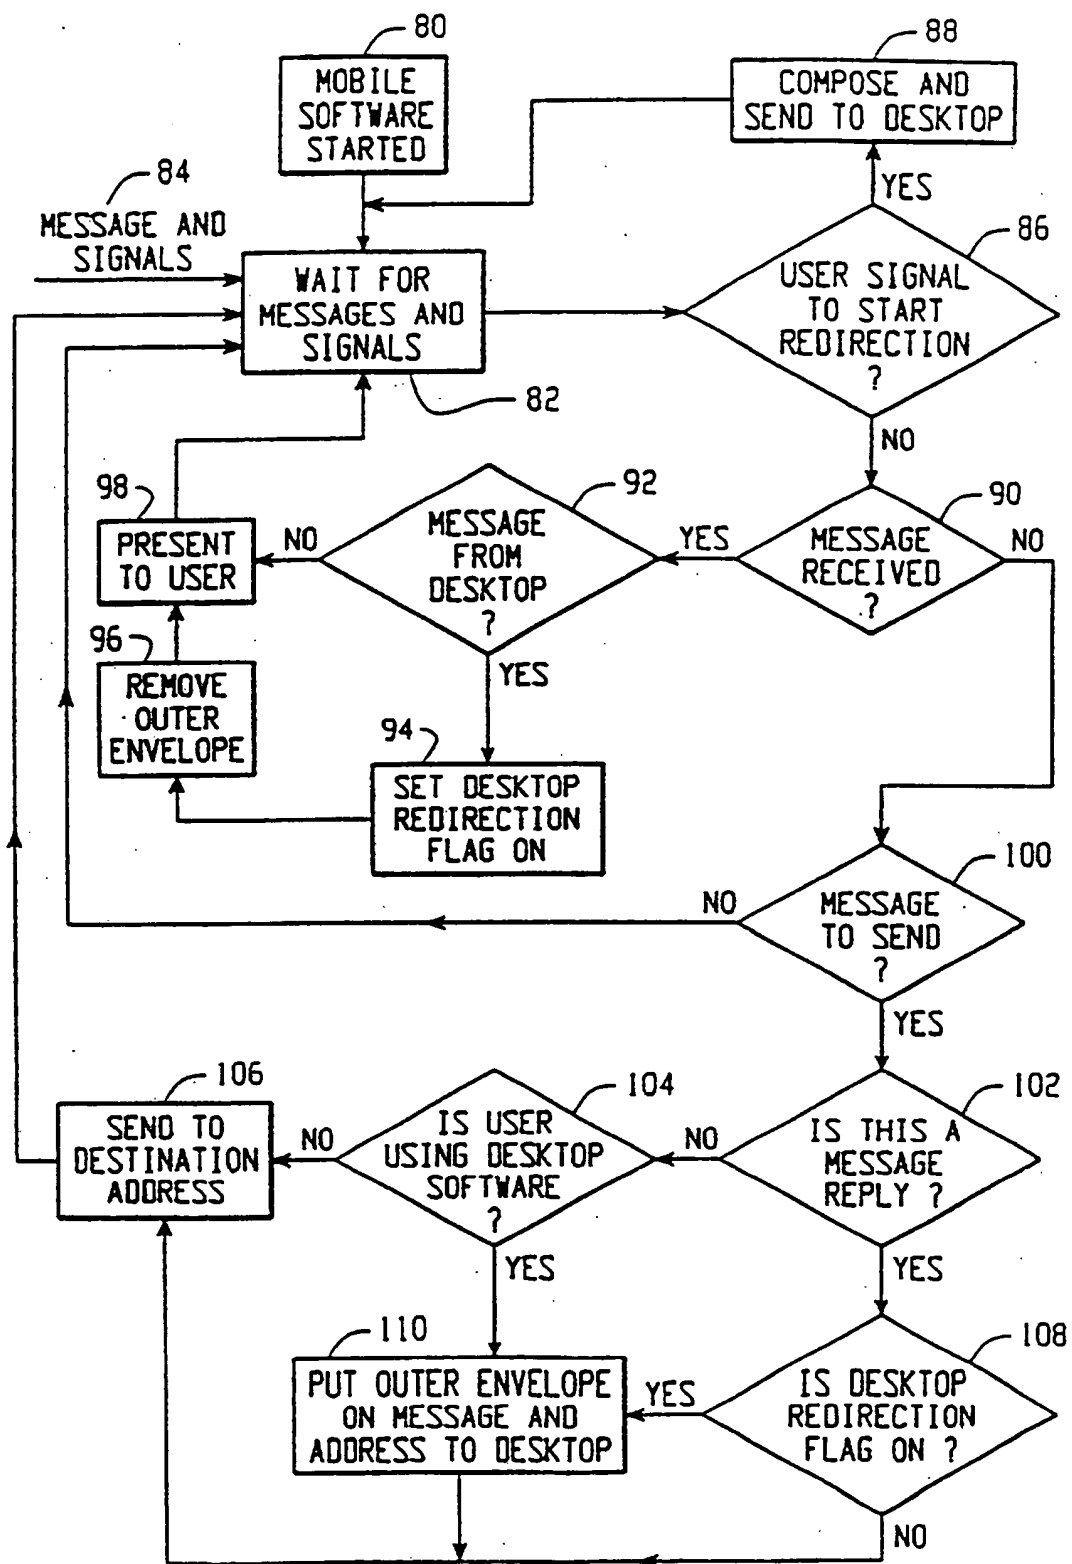 80
MOBILE
SOFTWARE
STARTED
88
COMPOSE AND
SEND TO DESKTOP
YES
84
MESSAGE AND
SIGNALS
WAIT FOR
MESSAGES AND
SIGNALS
82
86
USER SIGNAL
TO START
REDIRECTION
?
NO
98
PRESENT
TO USER
NO
92
MESSAGE
FROM
DESKTOP
?
YES
90
MESSAGE
RECEIVED
?
NO
96
REMOVE
OUTER
ENVELOPE
YES
94
SET DESKTOP
REDIRECTION
FLAG ON
100
MESSAGE
TO SEND
?
NO
YES
106
SEND TO
DESTINATION
ADDRESS
NO
104
IS USER
USING DESKTOP
SOFTWARE
?
NO
102
IS THIS A
MESSAGE
REPLY ?
YES
YES
110
PUT OUTER ENVELOPE
ON MESSAGE AND
ADDRESS TO DESKTOP
YES
108
IS DESKTOP
REDIRECTION
FLAG ON ?
NO